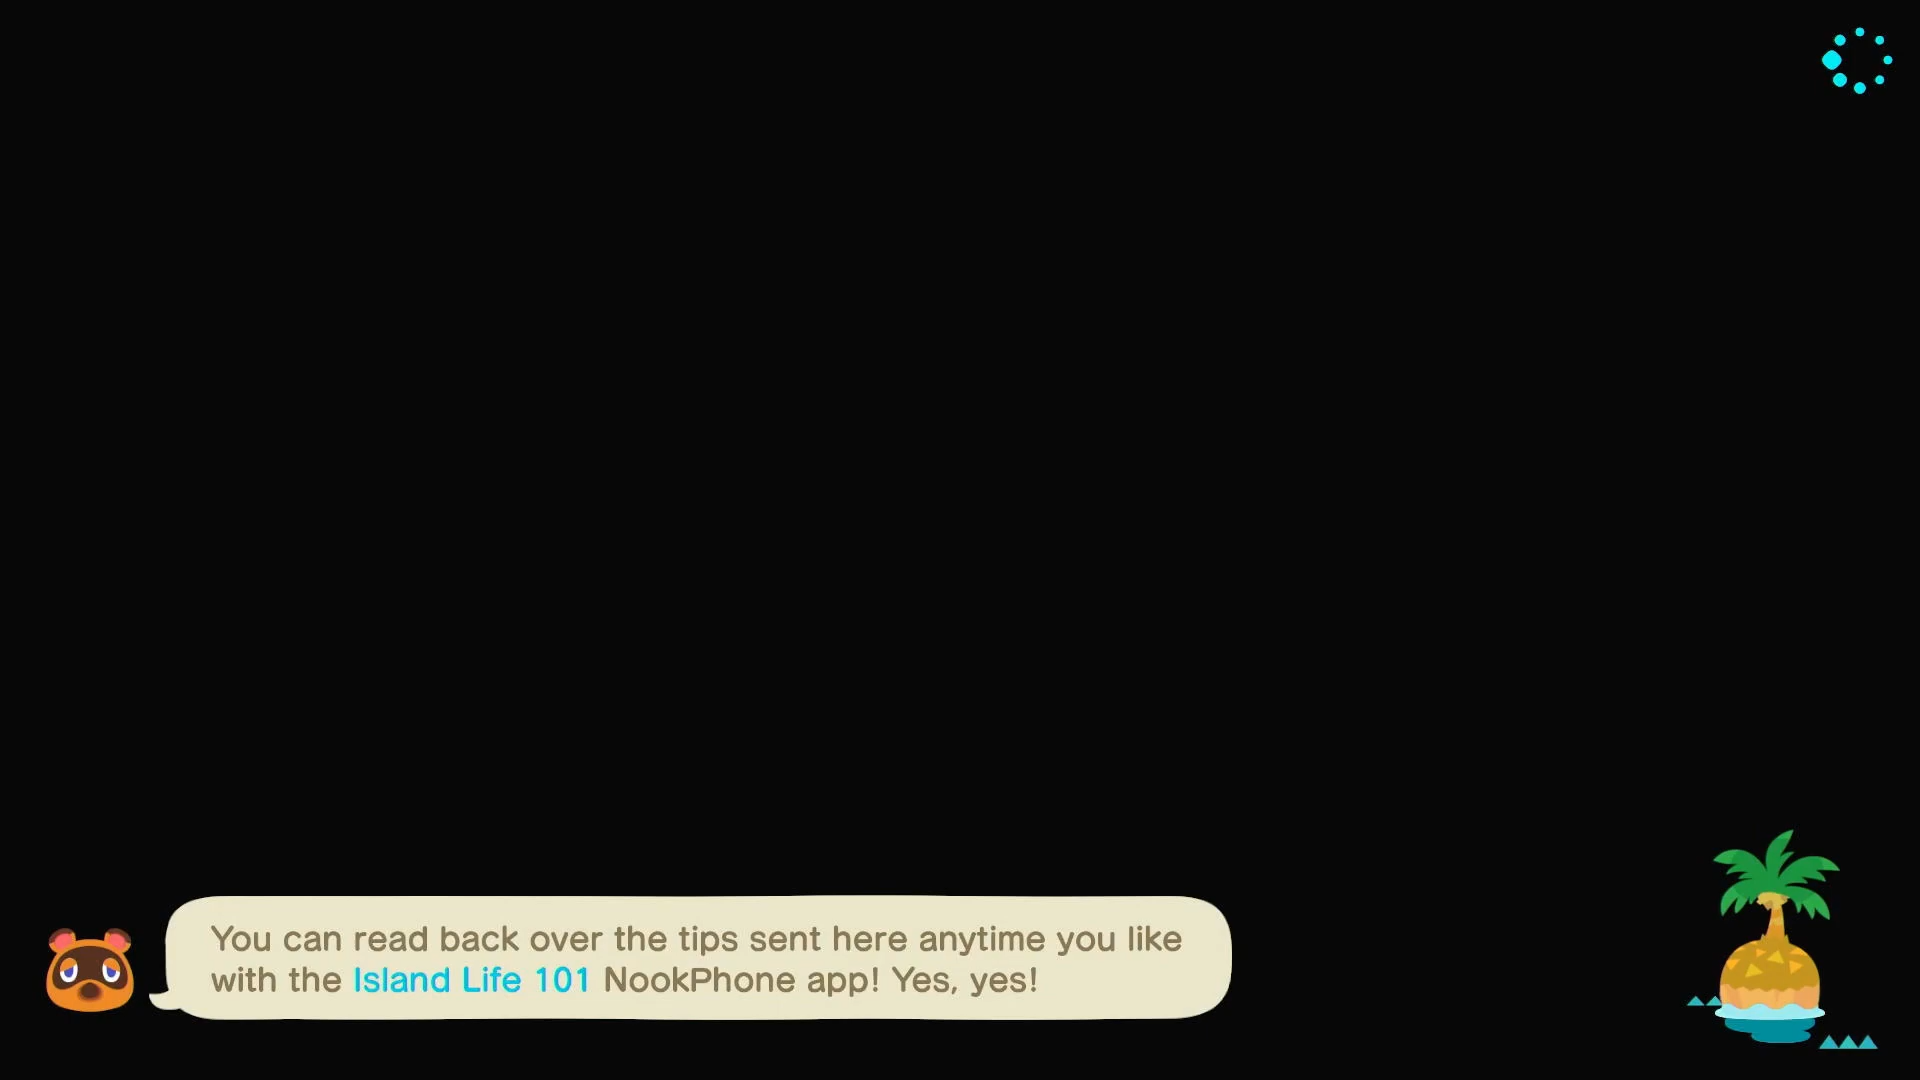 You can read back over the tips sent here anytime you like
with the Island Life 101 NookPhone app! Yes, yes!